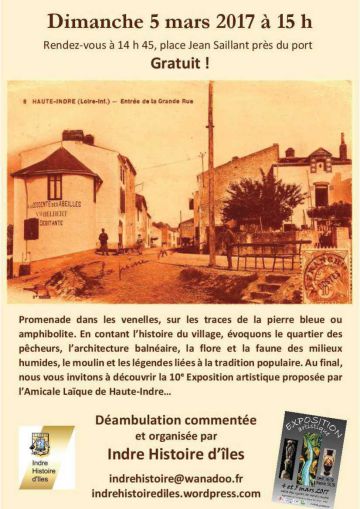 Dimanche 5 mars 2017 à 15 h
Rendez-vous à 14 h 45, place Jean Saillant près du port
Gratuit !
6 HAUTE-INDRE (Loire-Inf.) — Entrée de la Grande Rue
DESCENTE DES ABEILLES
DEBITANTE
POSTES
Promenade dans les venelles, sur les traces de la pierre bleue ou
amphibolite. En contant l'histoire du village, évoquons le quartier des
pêcheurs, l'architecture balnéaire, la flore et la faune des milieux
humides, le moulin et les légendes liées à la tradition populaire. Au final,
nous vous invitons à découvrir la 10e Exposition artistique proposée par
l'Amicale Laïque de Haute-Indre...
Déambulation commentée
et organisée par
Indre Histoire d'îles
indrehistoire@wanadoo.fr
indrehistoirediles.wordpress.com
Indre
Histoire
d'Iles
EXPOSITION
ARTISTIQUE
4 et 5 mars 2017